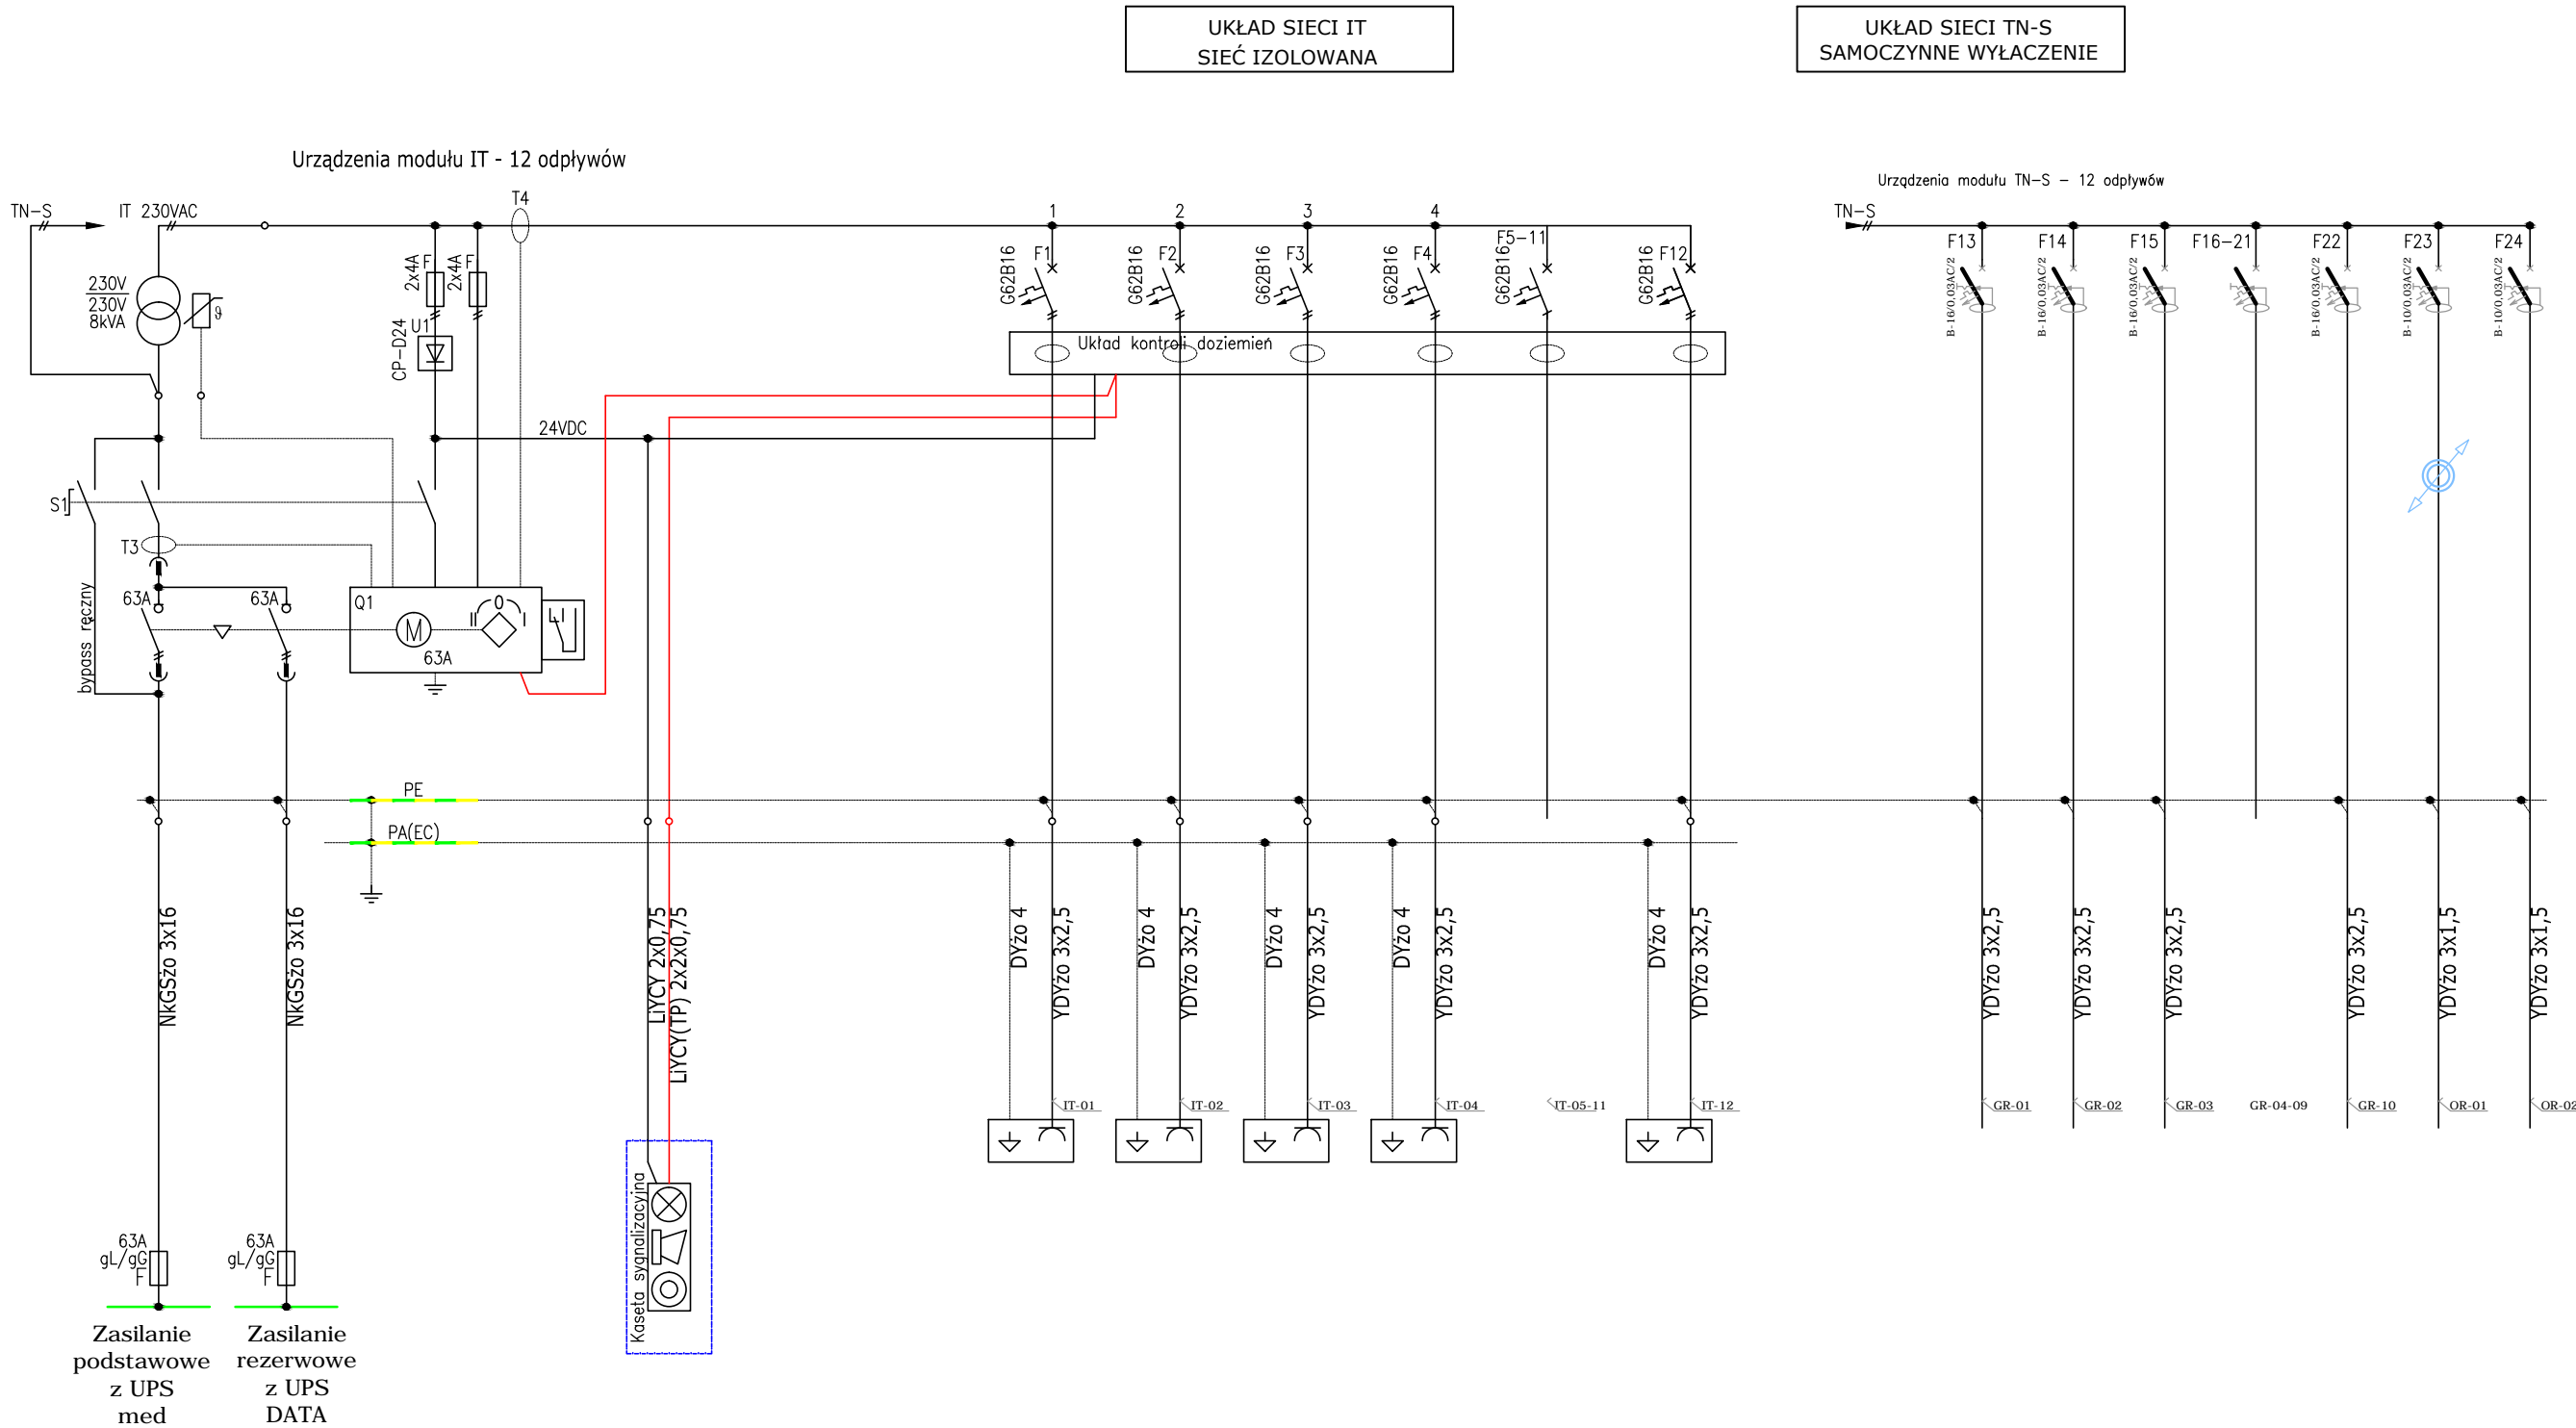 UKŁAD SIECI IT
SIEĆ IZOLOWANA
UKŁAD SIECI TN-S
SAMOCZYNNE WYŁACZENIE
Urządzenia modułu IT - 12 odpływów
Urządzenia modułu TN-S - 12 odpływów
TN-S
IT 230VAC
T4
1
2
3
4
TN-S
230V
230V
8kVA
ϑ
2x4A
F
2x4A
F
U1
CP-D24
G62B16
F1
G62B16
F2
G62B16
F3
G62B16
F4
G62B16
F5-11
G62B16
F12
F13
F14
F15
F16-21
F22
F23
F24
B-16/0.03AC/2
B-16/0.03AC/2
B-16/0.03AC/2
B-16/0.03AC/2
B-10/0.03AC/2
B-10/0.03AC/2
Układ kontroli doziemień
24VDC
S1
T3
bypass ręczny
63A
63A
Q1
M
II
0
I
63A
PE
PA(EC)
NkGSżo 3x16
NkGSżo 3x16
LiYCY 2x0,75
LiYCY(TP) 2x2x0,75
DYżo 4
YDYżo 3x2,5
DYżo 4
YDYżo 3x2,5
DYżo 4
YDYżo 3x2,5
DYżo 4
YDYżo 3x2,5
DYżo 4
YDYżo 3x2,5
YDYżo 3x2,5
YDYżo 3x2,5
YDYżo 3x2,5
YDYżo 3x2,5
YDYżo 3x1,5
YDYżo 3x1,5
IT-01
IT-02
IT-03
IT-04
IT-05-11
IT-12
GR-01
GR-02
GR-03
GR-04-09
GR-10
OR-01
OR-02
Kaseta sygnalizacyjna
63A
gL/gG
F
63A
gL/gG
F
Zasilanie
podstawowe
z UPS
med
Zasilanie
rezerwowe
z UPS
DATA